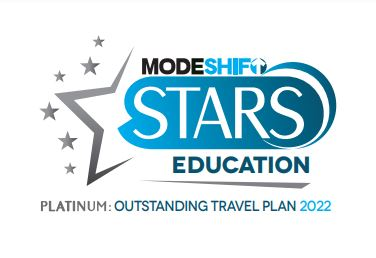 MODESHIFT
STARS
EDUCATION
PLATINUM: OUTSTANDING TRAVEL PLAN 2022